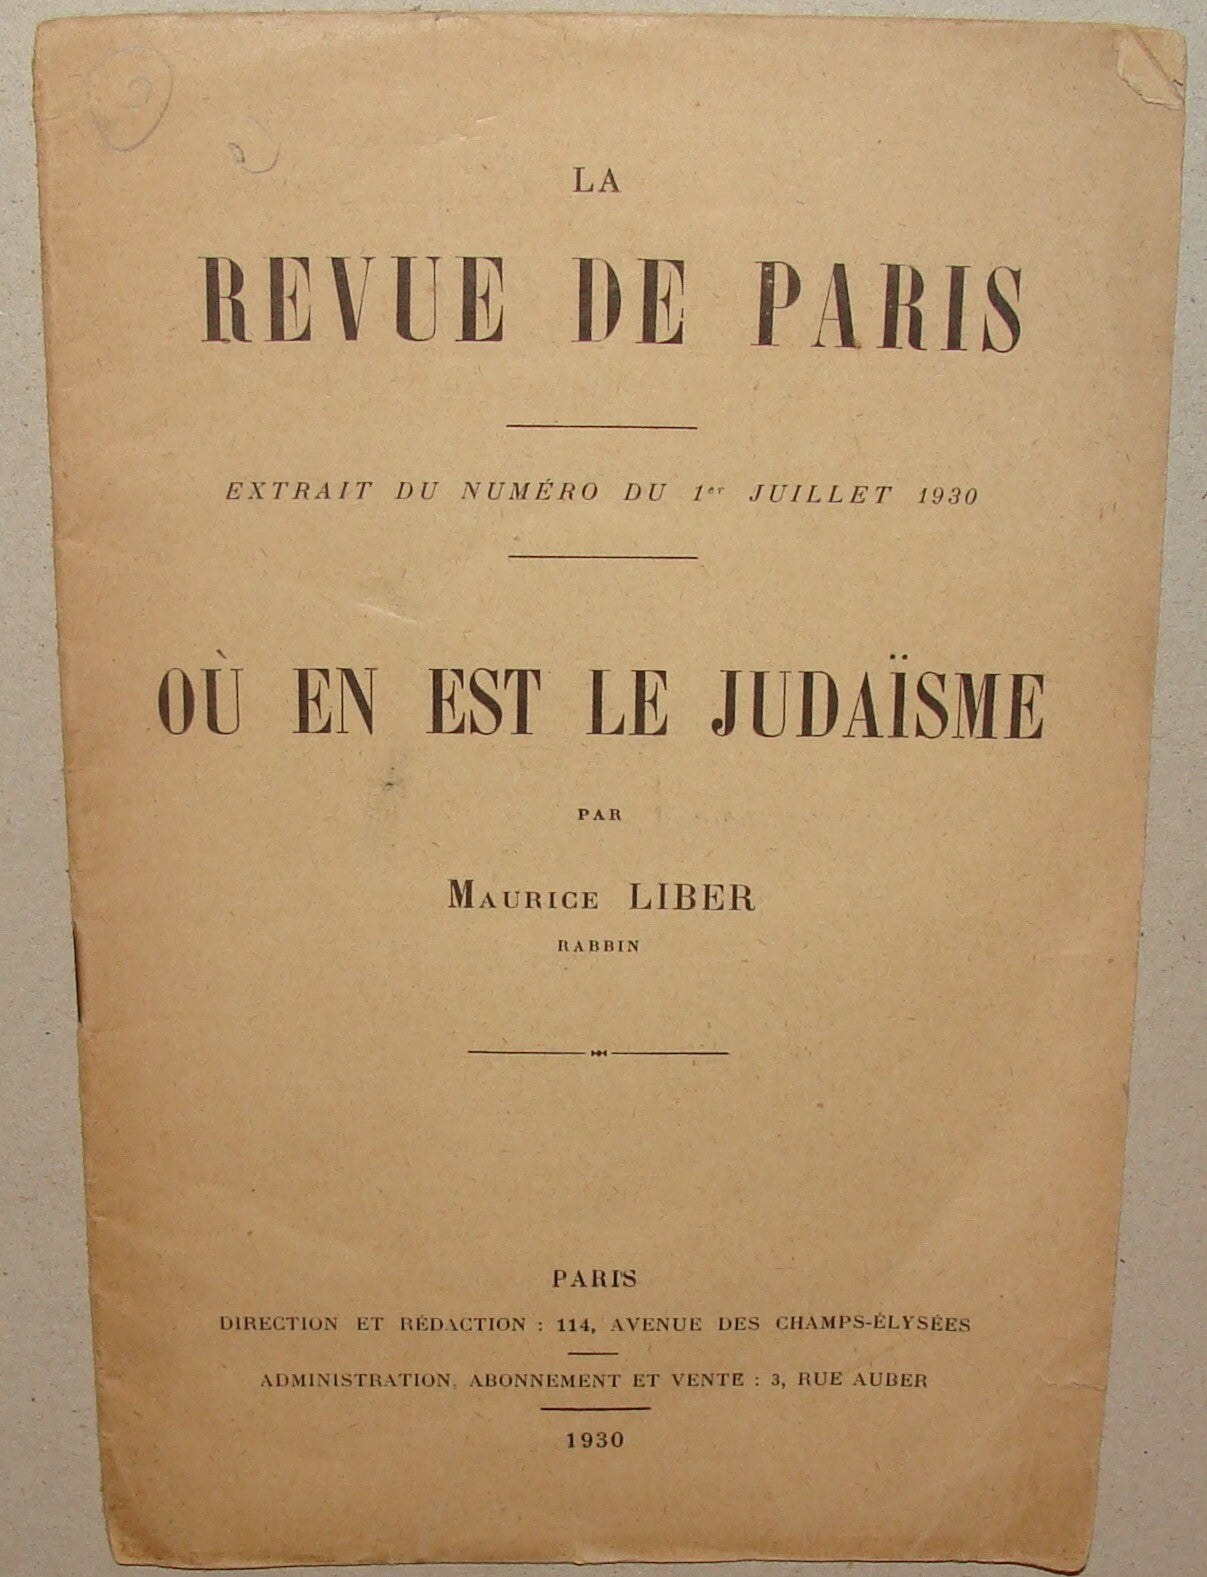 LA
REVUE DE PARIS
EXTRAIT DU NUMÉRO DU 1er JUILLET 1930
OÙ EN EST LE JUDAÏSME
PAR
MAURICE LIBER
RABBIN
PARIS
DIRECTION ET RÉDACTION : 114, AVENUE DES CHAMPS-ÉLYSÉES
ADMINISTRATION, ABONNEMENT ET VENTE : 3, RUE AUBER
1930